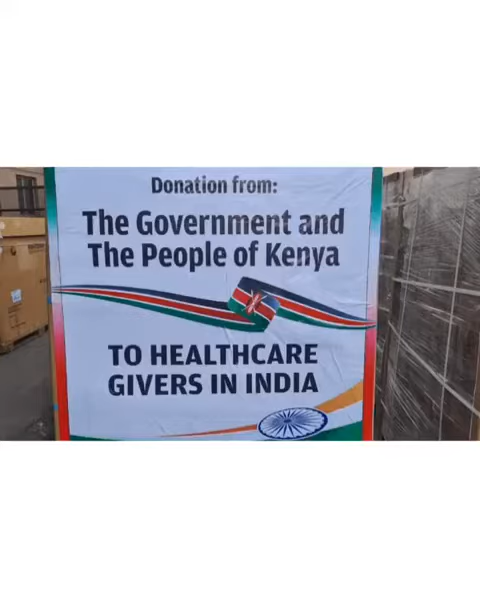 Donation from:
The Government and
The People of Kenya
TO HEALTHCARE
GIVERS IN INDIA